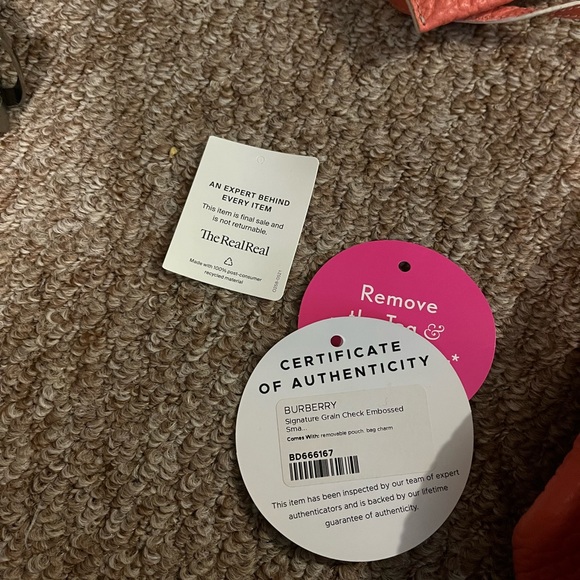 AN EXPERT BEHIND
EVERY ITEM
This item is final sale and
is not returnable.
TheRealReal
Made with 100% post-consumer
recycled material
Remove
the Tag &
*
CERTIFICATE
OF AUTHENTICITY
BURBERRY
Signature Grain Check Embossed
Sma...
Comes With: removable pouch, bag charm
BD666167
This item has been inspected by our team of expert
authenticators and is backed by our lifetime
guarantee of authenticity.